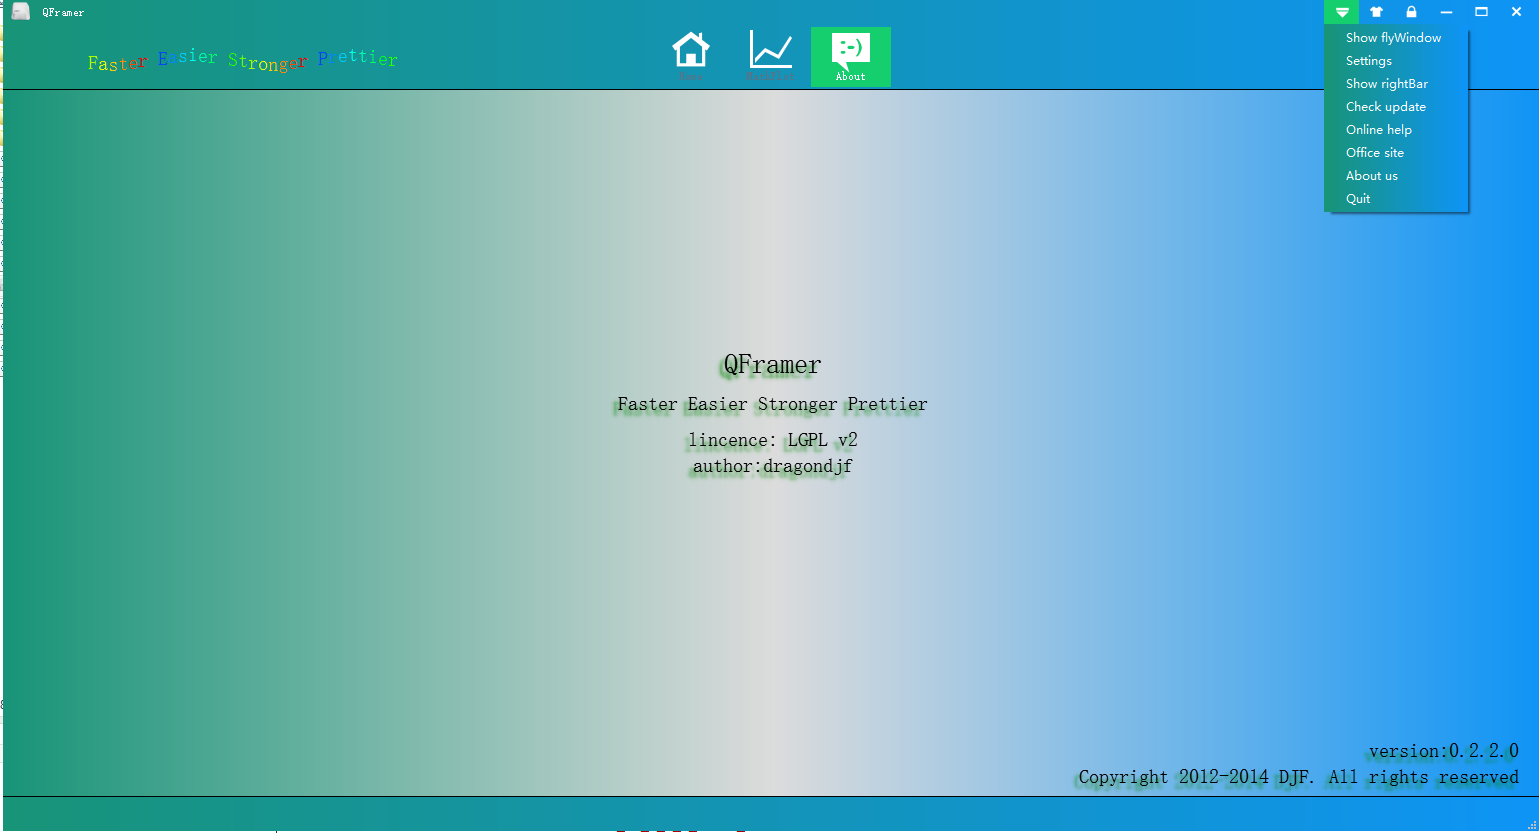 QFramer
Faster Easier Stronger Prettier
About
Show flyWindow
Settings
Show rightBar
Check update
Online help
Office site
About us
Quit
QFramer
Faster Easier Stronger Prettier
lincence: LGPL v2
author:dragondjf
version:0.2.2.0
Copyright 2012-2014 DJF. All rights reserved